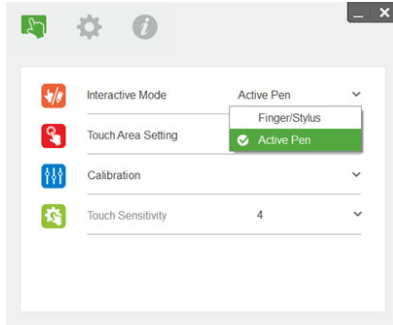 Interactive Mode Active Pen
Finger/Stylus
Touch Area Setting
Active Pen
Calibration
Touch Sensitivity 4